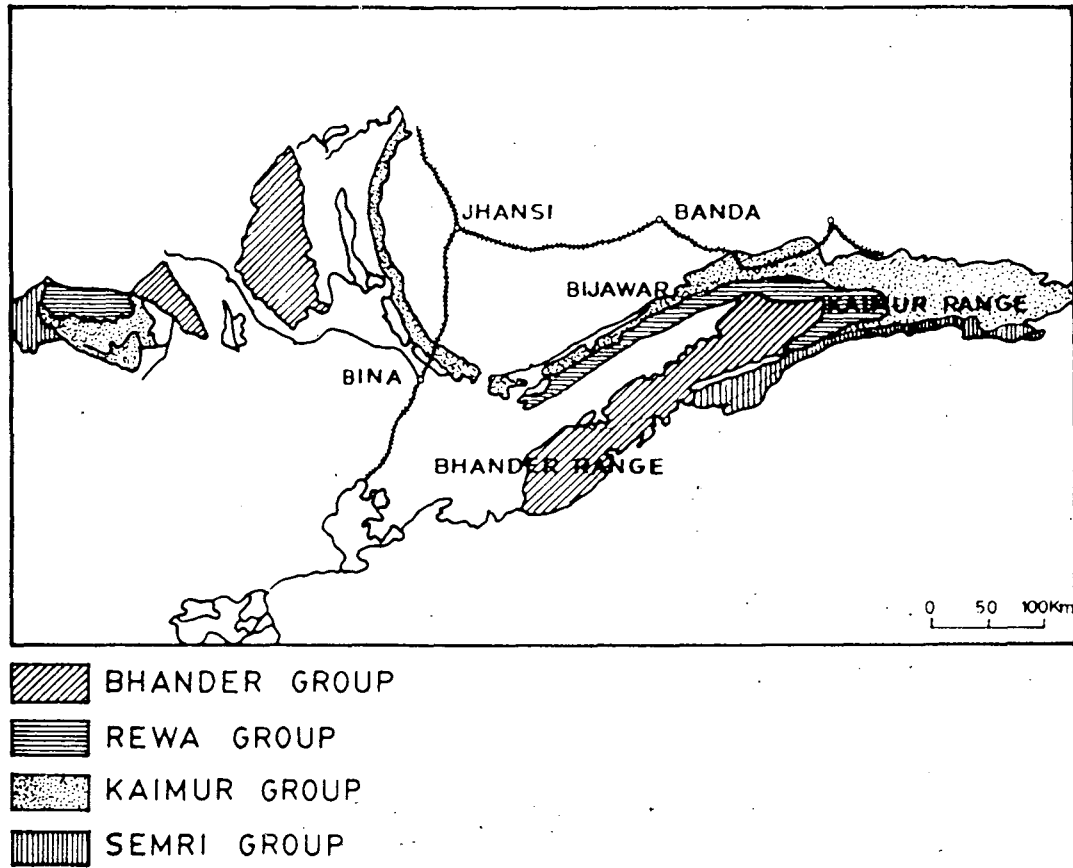 JHANSI
BANDA
BIJAWAR
KAIMUR RANGE
BINA
BHANDER RANGE
0 50 100Km
BHANDER GROUP
REWA GROUP
KAIMUR GROUP
SEMRI GROUP